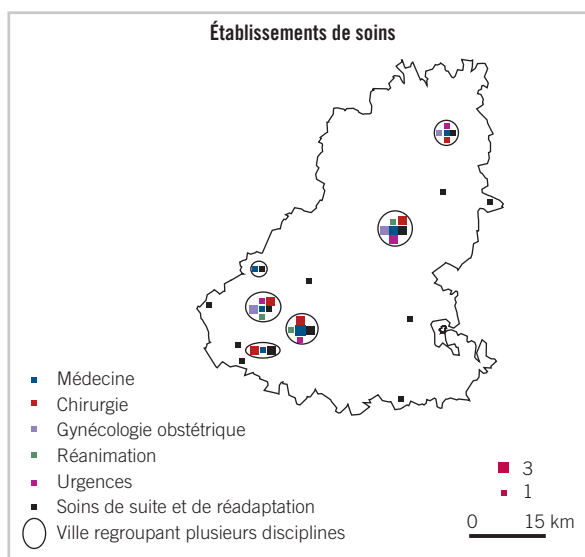 Établissements de soins
Médecine
Chirurgie
Gynécologie obstétrique
Réanimation
Urgences
Soins de suite et de réadaptation
Ville regroupant plusieurs disciplines
3
1
0 15 km